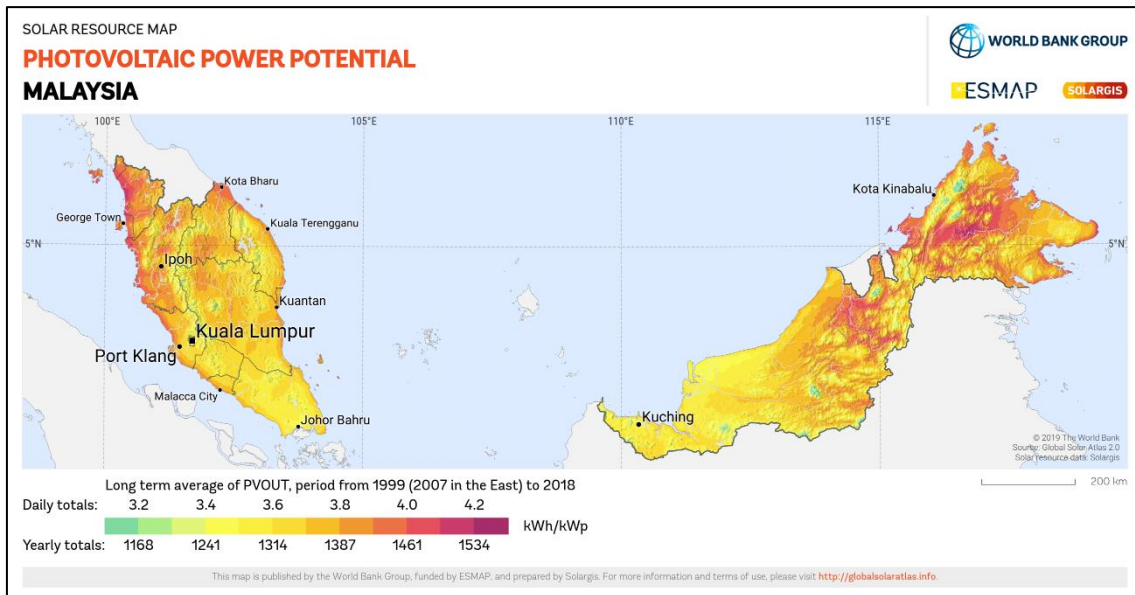 SOLAR RESOURCE MAP
PHOTOVOLTAIC POWER POTENTIAL
MALAYSIA
WORLD BANK GROUP
ESMAP
SOLARGIS
100°E
105°E
110°E
115°E
Kota Bharu
Kota Kinabalu
George Town
Kuala Terengganu
5°N
5°N
Ipoh
Kuantan
Kuala Lumpur
Port Klang
Malacca City
Johor Bahru
Kuching
© 2019 The World Bank
Source: Global Solar Atlas 2.0
Solar resource data: Solargis
200 km
Long term average of PVOUT, period from 1999 (2007 in the East) to 2018
Daily totals: 3.2 3.4 3.6 3.8 4.0 4.2
kWh/kWp
Yearly totals: 1168 1241 1314 1387 1461 1534
This map is published by the World Bank Group, funded by ESMAP, and prepared by Solargis. For more information and terms of use, please visit http://globalsolaratlas.info.